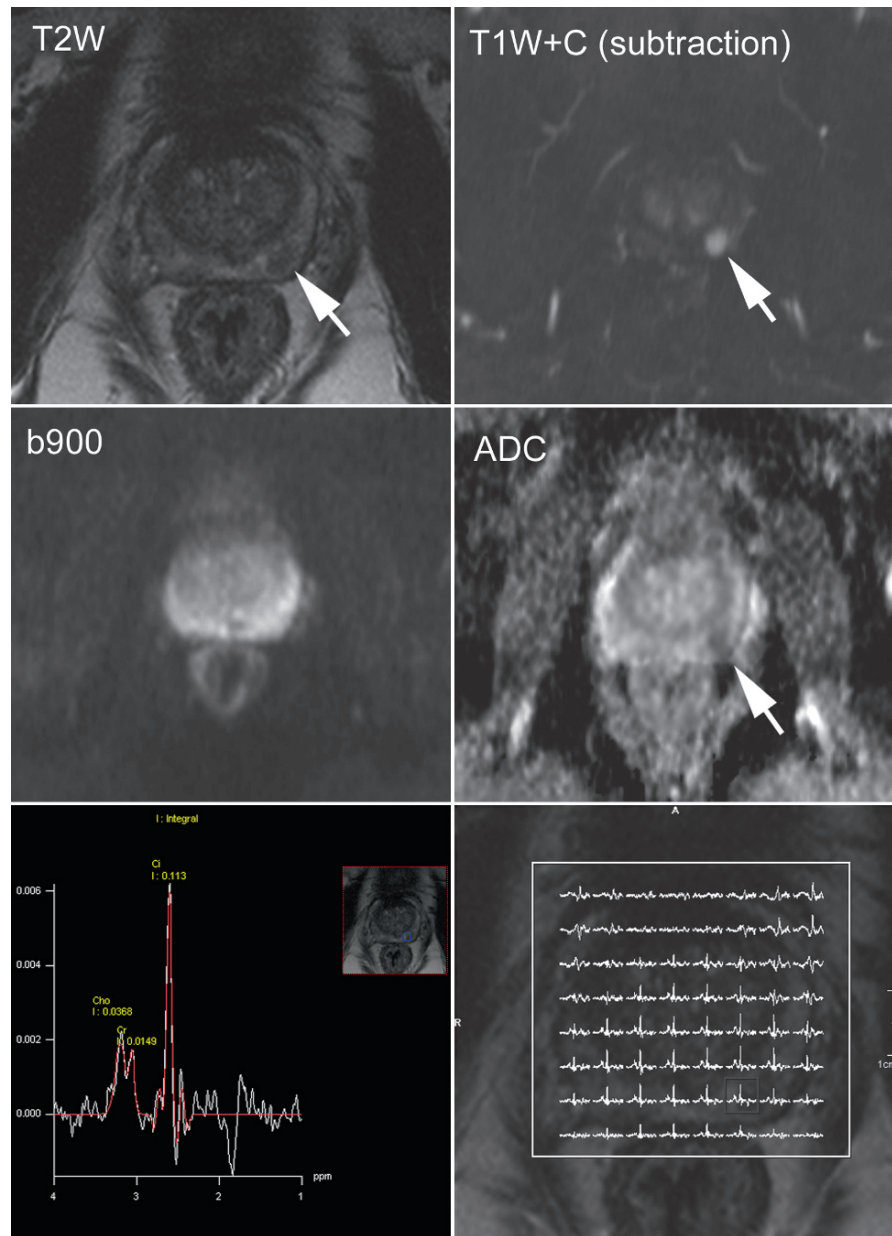 T2W
T1W+C (subtraction)
b900
ADC
I : Integral
Ci
I : 0.113
0.006
0.004
Cho
I : 0.0368
Cr
I : 0.0149
0.002
0.000
4
3
2
1
ppm
A
R
1cm